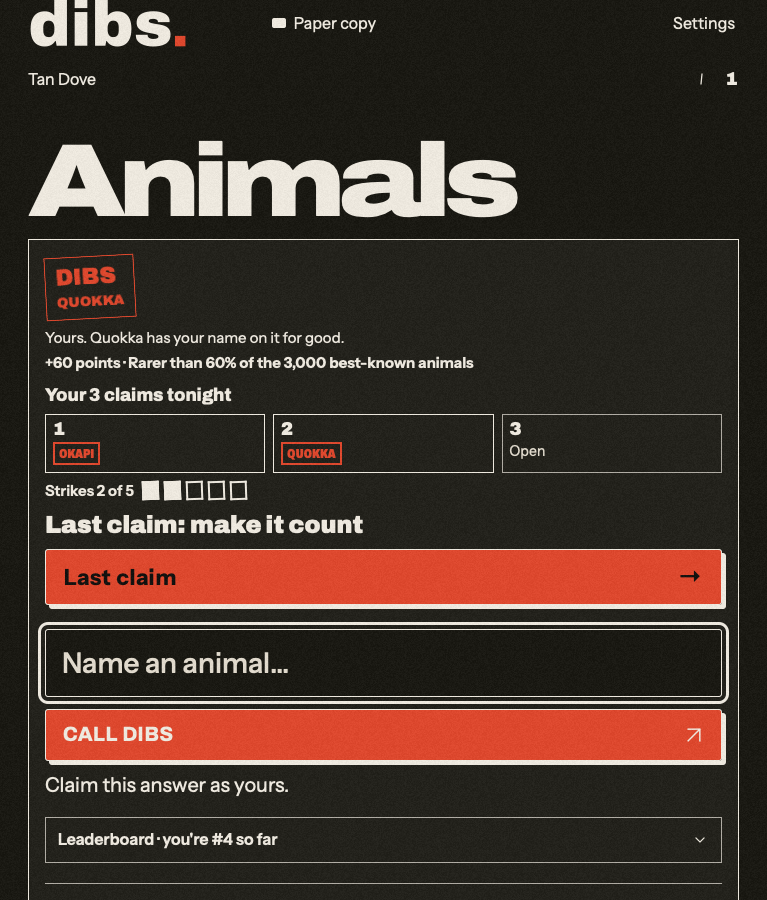 dibs.
Paper copy
Settings
Tan Dove
/ 1
Animals
DIBS
QUOKKA
Yours. Quokka has your name on it for good.
+60 points · Rarer than 60% of the 3,000 best-known animals
Your 3 claims tonight
1
OKAPI
2
QUOKKA
3
Open
Strikes 2 of 5
Last claim: make it count
Last claim →
Name an animal...
CALL DIBS
Claim this answer as yours.
Leaderboard · you're #4 so far